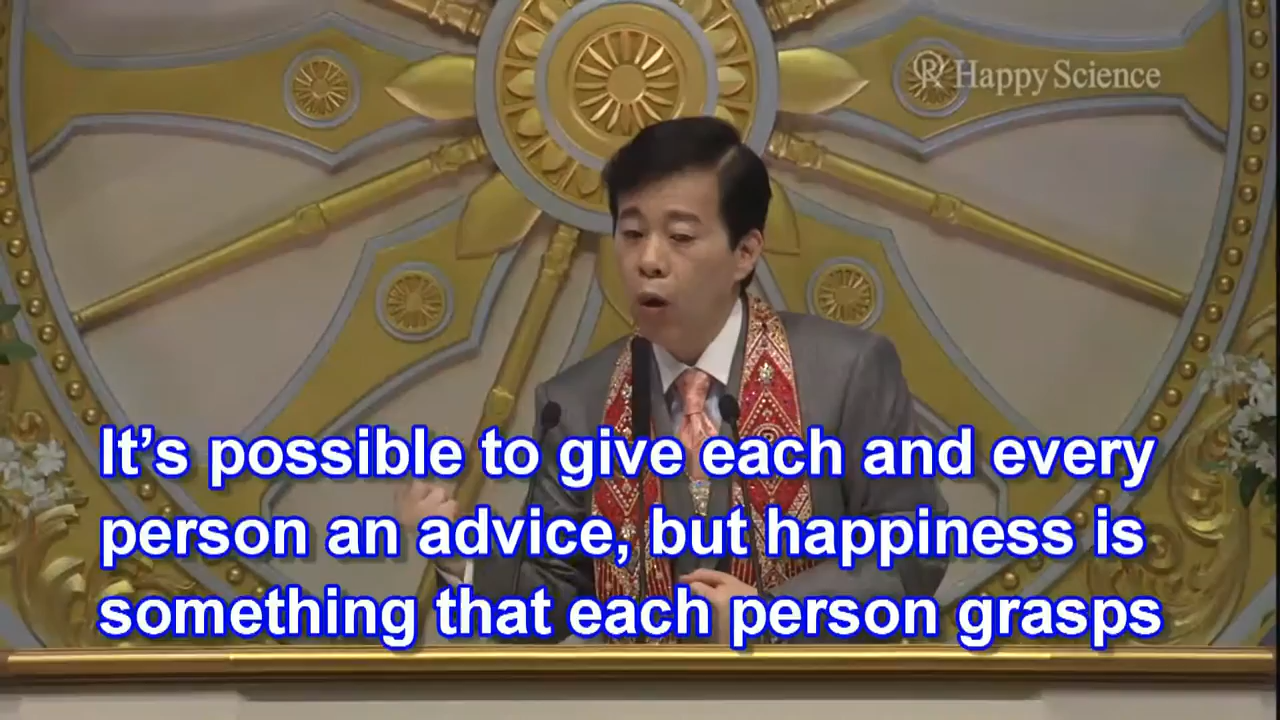 Happy Science
It's possible to give each and every
person an advice, but happiness is
something that each person grasps